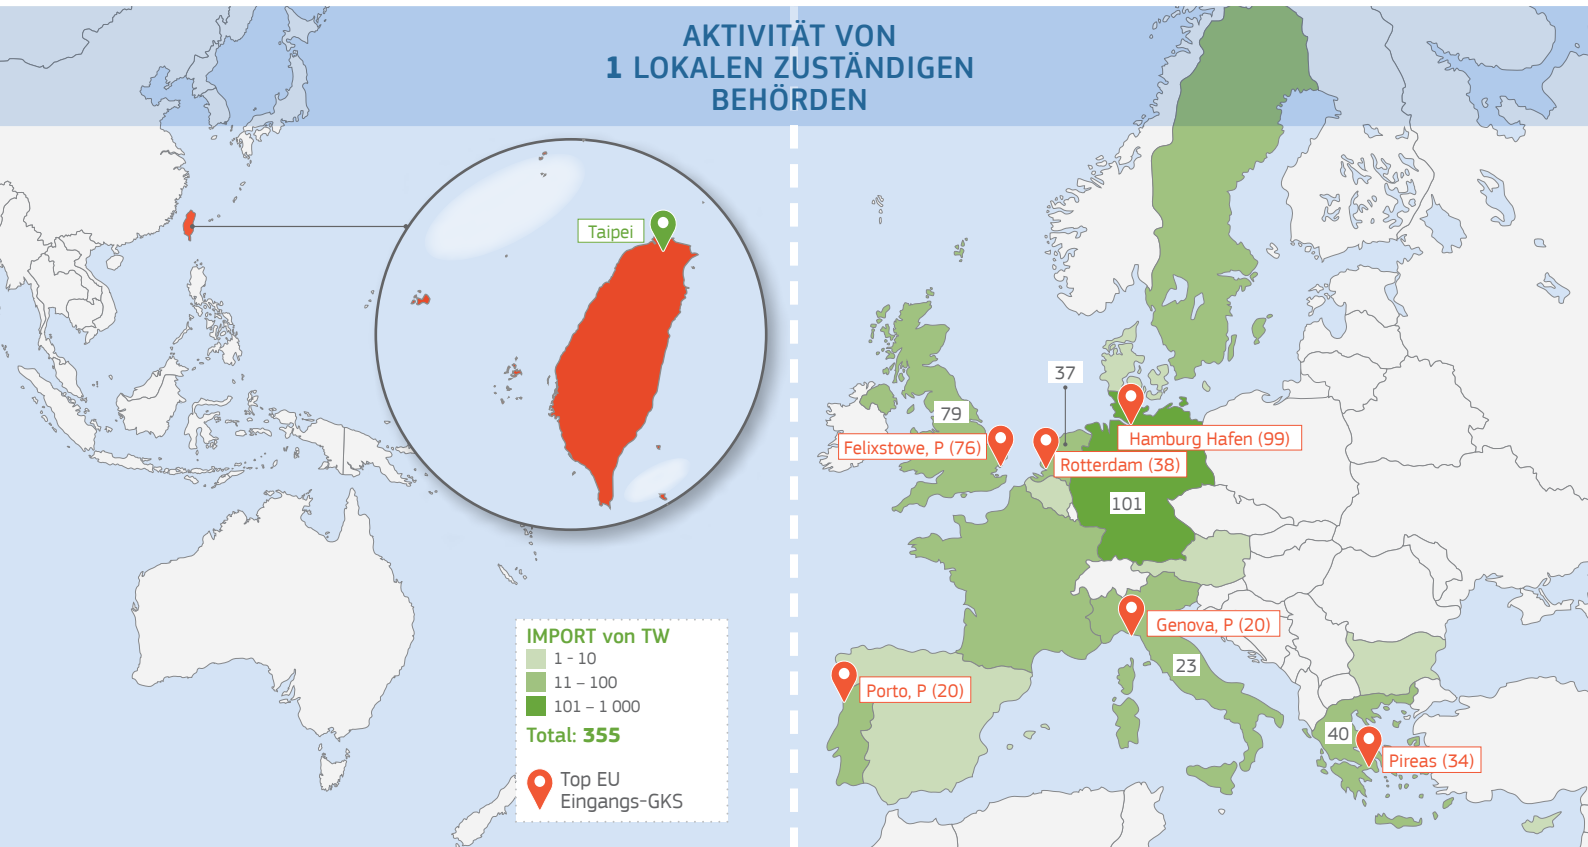 AKTIVITÄT VON
1 LOKALEN ZUSTÄNDIGEN
BEHÖRDEN
Taipei
37
79
Felixstowe, P (76)
Hamburg Hafen (99)
Rotterdam (38)
101
Genova, P (20)
23
Porto, P (20)
40
Pireas (34)
IMPORT von TW
1 - 10
11 – 100
101 – 1 000
Total: 355
Top EU
Eingangs-GKS